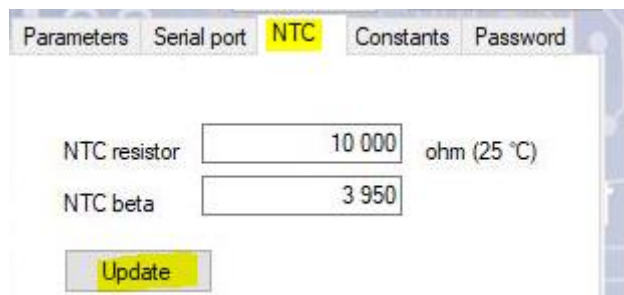 Parameters Serial port NTC Constants Password
NTC resistor 10 000 ohm (25 °C)
NTC beta 3 950
Update